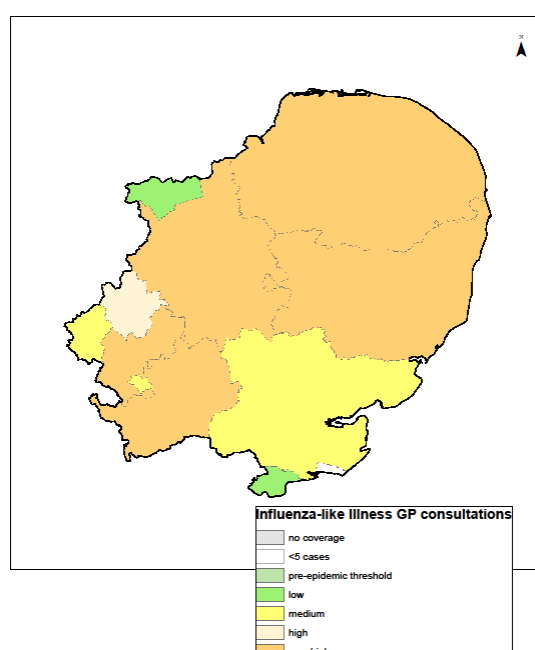 N
Influenza-like Illness GP consultations
no coverage
<5 cases
pre-epidemic threshold
low
medium
high